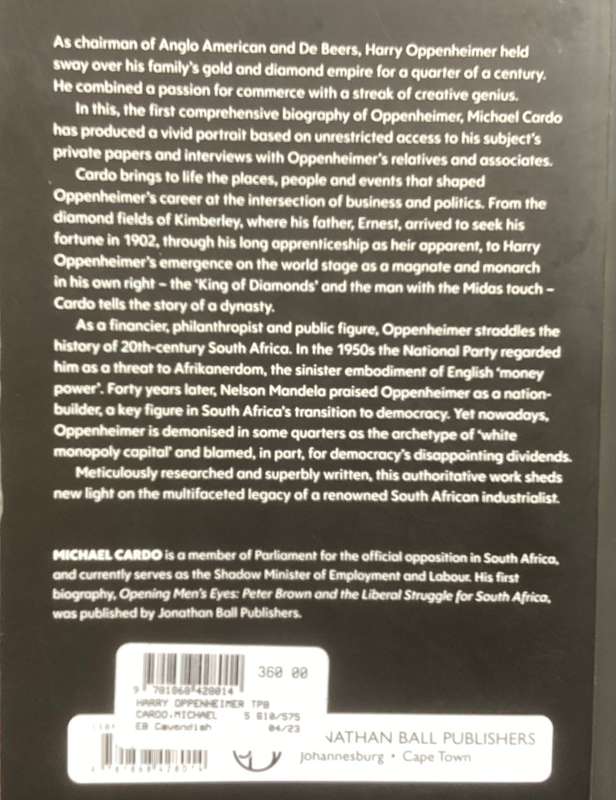 As chairman of Anglo American and De Beers, Harry Oppenheimer held
sway over his family's gold and diamond empire for a quarter of a century.
He combined a passion for commerce with a streak of creative genius.
In this, the first comprehensive biography of Oppenheimer, Michael Cardo
has produced a vivid portrait based on unrestricted access to his subject's
private papers and interviews with Oppenheimer's relatives and associates.
Cardo brings to life the places, people and events that shaped
Oppenheimer's career at the intersection of business and politics. From the
diamond fields of Kimberley, where his father, Ernest, arrived to seek his
fortune in 1902, through his long apprenticeship as heir apparent, to Harry
Oppenheimer's emergence on the world stage as a magnate and monarch
in his own right – the 'King of Diamonds' and the man with the Midas touch –
Cardo tells the story of a dynasty.
As a financier, philanthropist and public figure, Oppenheimer straddles the
history of 20th-century South Africa. In the 1950s the National Party regarded
him as a threat to Afrikanerdom, the sinister embodiment of English 'money
power'. Forty years later, Nelson Mandela praised Oppenheimer as a nation-
builder, a key figure in South Africa's transition to democracy. Yet nowadays,
Oppenheimer is demonised in some quarters as the archetype of 'white
monopoly capital' and blamed, in part, for democracy's disappointing dividends.
Meticulously researched and superbly written, this authoritative work sheds
new light on the multifaceted legacy of a renowned South African industrialist.
MICHAEL CARDO is a member of Parliament for the official opposition in South Africa,
and currently serves as the Shadow Minister of Employment and Labour. His first
biography, Opening Men's Eyes: Peter Brown and the Liberal Struggle for South Africa,
was published by Jonathan Ball Publishers.
360 00
9 781868 428014
HARRY OPPENHEIMER TPB
CARDO,MICHAEL 5 810/575
EB Cavendish 04/23
NATHAN BALL PUBLISHERS
Johannesburg • Cape Town